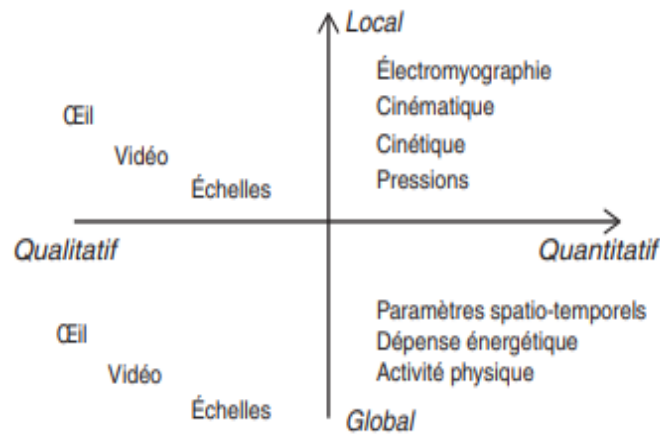 Local
Électromyographie
Cinématique
Cinétique
Pressions
Œil
Vidéo
Échelles
Qualitatif
Quantitatif
Œil
Vidéo
Échelles
Paramètres spatio-temporels
Dépense énergétique
Activité physique
Global